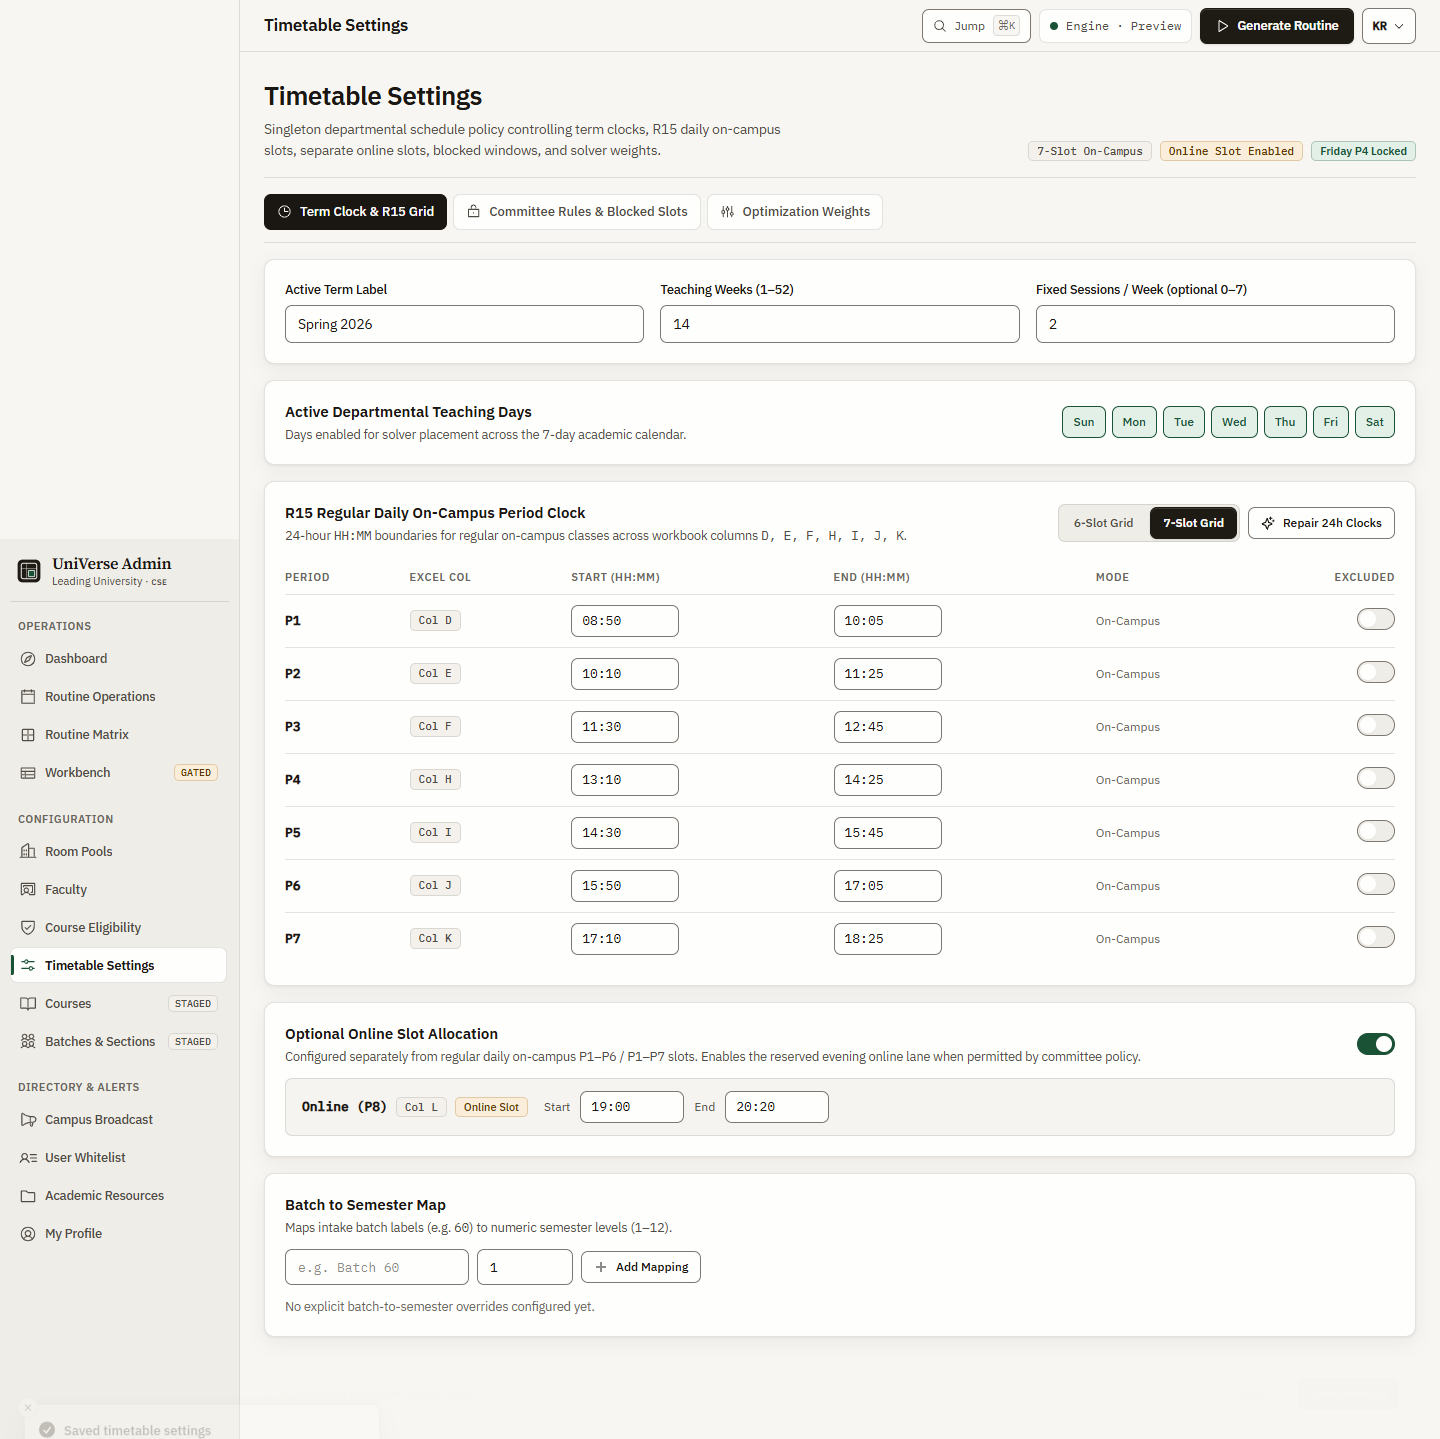 Timetable Settings
Jump ⌘K
Engine · Preview
Generate Routine
KR
Timetable Settings
Singleton departmental schedule policy controlling term clocks, R15 daily on-campus
slots, separate online slots, blocked windows, and solver weights.
7-Slot On-Campus
Online Slot Enabled
Friday P4 Locked
Term Clock & R15 Grid
Committee Rules & Blocked Slots
Optimization Weights
Active Term Label
Spring 2026
Teaching Weeks (1–52)
14
Fixed Sessions / Week (optional 0–7)
2
Active Departmental Teaching Days
Days enabled for solver placement across the 7-day academic calendar.
Sun Mon Tue Wed Thu Fri Sat
R15 Regular Daily On-Campus Period Clock
24-hour HH:MM boundaries for regular on-campus classes across workbook columns D, E, F, H, I, J, K.
6-Slot Grid
7-Slot Grid
Repair 24h Clocks
PERIOD EXCEL COL START (HH:MM) END (HH:MM) MODE EXCLUDED
P1 Col D 08:50 10:05 On-Campus
P2 Col E 10:10 11:25 On-Campus
P3 Col F 11:30 12:45 On-Campus
P4 Col H 13:10 14:25 On-Campus
P5 Col I 14:30 15:45 On-Campus
P6 Col J 15:50 17:05 On-Campus
P7 Col K 17:10 18:25 On-Campus
Optional Online Slot Allocation
Configured separately from regular daily on-campus P1–P6 / P1–P7 slots. Enables the reserved evening online lane when permitted by committee policy.
Online (P8) Col L Online Slot Start 19:00 End 20:20
Batch to Semester Map
Maps intake batch labels (e.g. 60) to numeric semester levels (1–12).
e.g. Batch 60
1
Add Mapping
No explicit batch-to-semester overrides configured yet.
UniVerse Admin
Leading University · CSE
OPERATIONS
Dashboard
Routine Operations
Routine Matrix
Workbench GATED
CONFIGURATION
Room Pools
Faculty
Course Eligibility
Timetable Settings
Courses STAGED
Batches & Sections STAGED
DIRECTORY & ALERTS
Campus Broadcast
User Whitelist
Academic Resources
My Profile
Saved timetable settings